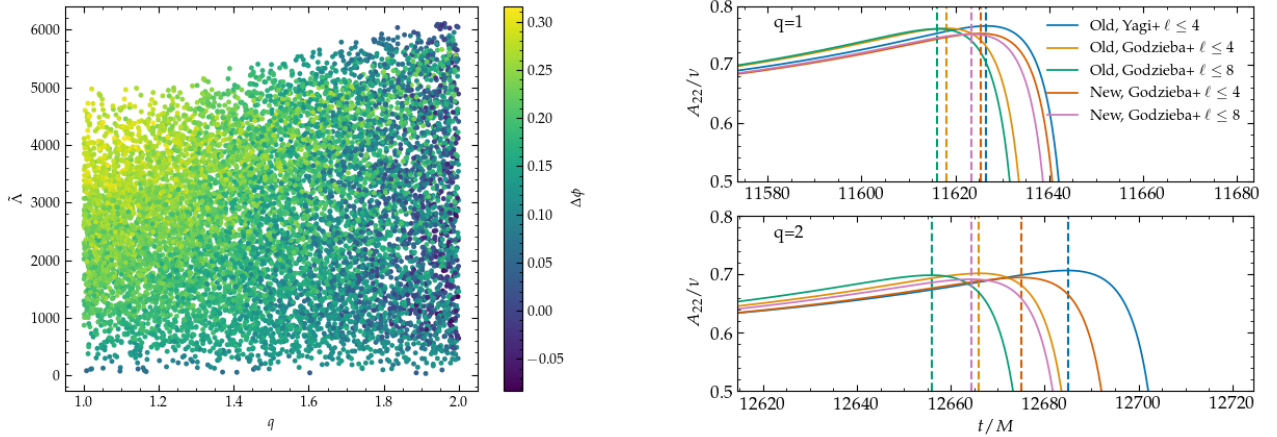 6000
5000
4000
3000
2000
1000
0
Λ̃
1.0 1.2 1.4 1.6 1.8 2.0
q
0.30
0.25
0.20
0.15
0.10
0.05
0.00
−0.05
Δϕ
q=1
0.8
0.7
0.6
0.5
A₂₂/ν
11580 11600 11620 11640 11660 11680
Old, Yagi+ ℓ ≤ 4
Old, Godzieba+ ℓ ≤ 4
Old, Godzieba+ ℓ ≤ 8
New, Godzieba+ ℓ ≤ 4
New, Godzieba+ ℓ ≤ 8
q=2
0.8
0.7
0.6
0.5
A₂₂/ν
12620 12640 12660 12680 12700 12720
t/M